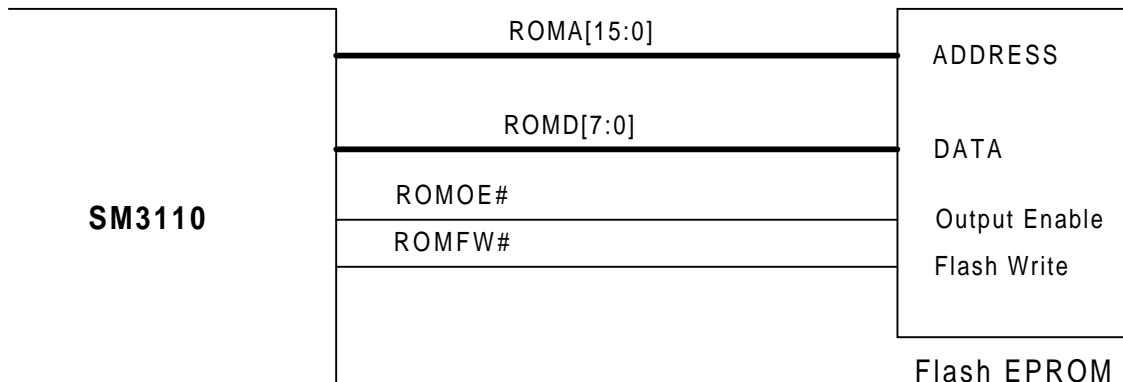 ROMA[15:0]
ADDRESS
ROMD[7:0]
DATA
ROMOE#
SM3110
Output Enable
ROMFW#
Flash Write
Flash EPROM